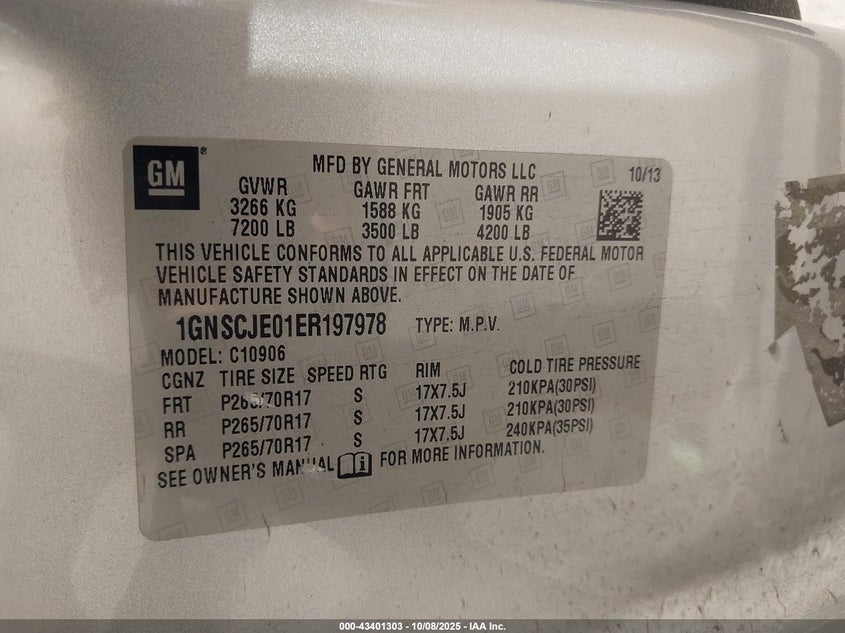 GM
MFD BY GENERAL MOTORS LLC
10/13
GVWR GAWR FRT GAWR RR
3266 KG 1588 KG 1905 KG
7200 LB 3500 LB 4200 LB
THIS VEHICLE CONFORMS TO ALL APPLICABLE U.S. FEDERAL MOTOR
VEHICLE SAFETY STANDARDS IN EFFECT ON THE DATE OF
MANUFACTURE SHOWN ABOVE.
1GNSCJE01ER197978 TYPE: M.P.V.
MODEL: C10906
CGNZ TIRE SIZE SPEED RTG RIM COLD TIRE PRESSURE
FRT P265/70R17 S 17X7.5J 210KPA(30PSI)
RR P265/70R17 S 17X7.5J 210KPA(30PSI)
SPA P265/70R17 S 17X7.5J 240KPA(35PSI)
SEE OWNER'S MANUAL FOR MORE INFORMATION.
000-43401303 - 10/08/2025 - IAA Inc.